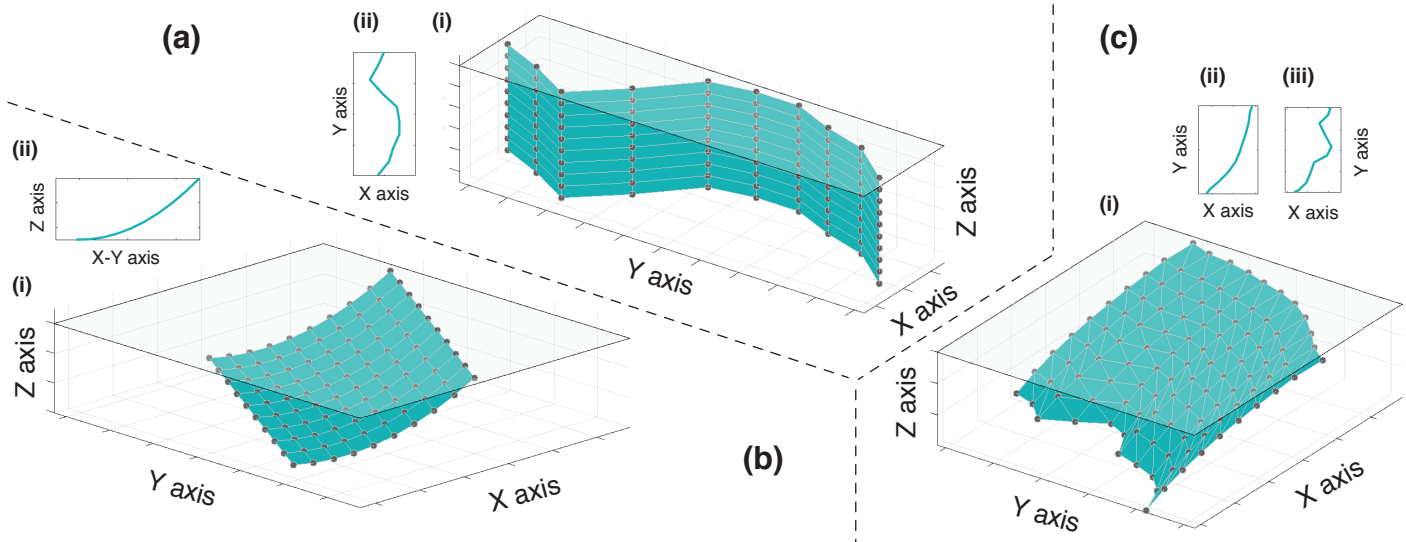 (a)
(ii)
Y axis
X axis
(i)
Z axis
Y axis
X axis
(ii)
Z axis
X-Y axis
(i)
Z axis
Y axis
X axis
(b)
(c)
(ii)
Y axis
X axis
(iii)
Y axis
X axis
(i)
Z axis
Y axis
X axis